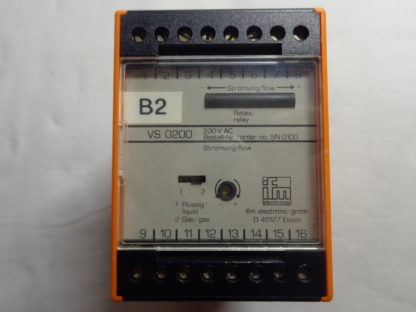 1 2 3 4 5 6 7 8
- Strömung/flow +
B2
Relais/
relay
VS 0200 230V AC
Bestell-Nr./order no. SN 0100
Strömung/flow
1 2
- +
1 Flüssig/
liquid
2 Gas/gas
ifm
ifm electronic gmbh
D 45127 Essen
9 10 11 12 13 14 15 16